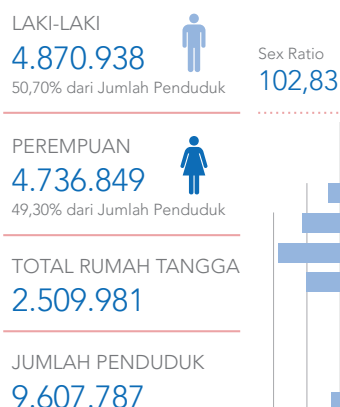 LAKI-LAKI
4.870.938
50,70% dari Jumlah Penduduk
Sex Ratio
102,83
PEREMPUAN
4.736.849
49,30% dari Jumlah Penduduk
TOTAL RUMAH TANGGA
2.509.981
JUMLAH PENDUDUK
9.607.787